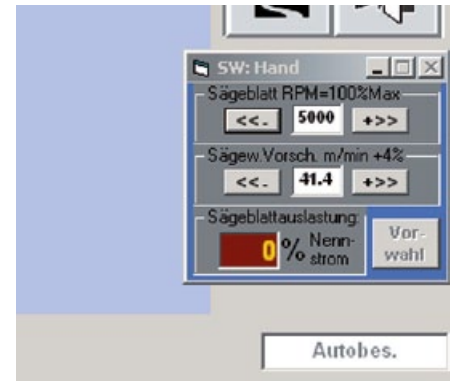 SW: Hand
Sägeblatt RPM=100%Max
<<- 5000 +>>
Sägew.Vorsch. m/min +4%
<<- 41.4 +>>
Sägeblattauslastung:
0 % Nenn-
strom
Vor-
wahl
Autobes.